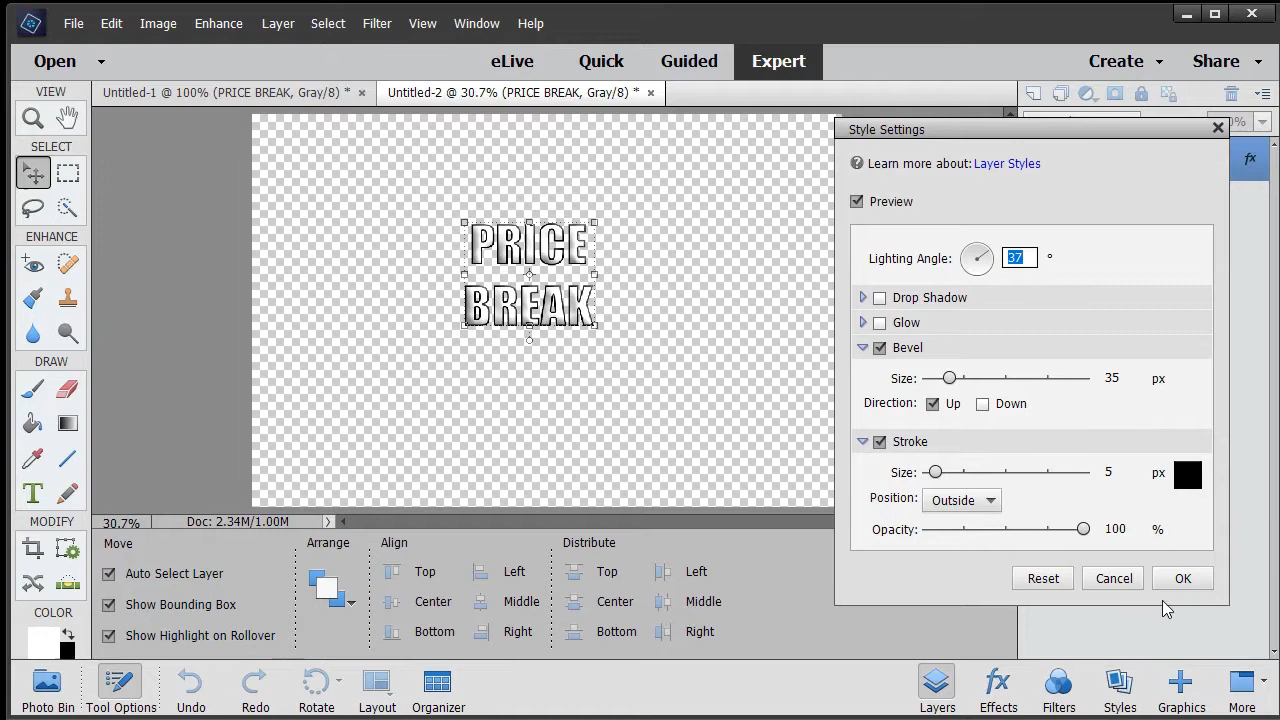 File Edit Image Enhance Layer Select Filter View Window Help
Open eLive Quick Guided Expert Create Share
VIEW Untitled-1 @ 100% (PRICE BREAK, Gray/8) * × Untitled-2 @ 30.7% (PRICE BREAK, Gray/8) * ×
Style Settings
SELECT
Learn more about: Layer Styles
Preview
ENHANCE
PRICE
BREAK
Lighting Angle: 37 °
fx
Drop Shadow
Glow
Bevel
Size: 35 px
Direction: Up Down
DRAW
Stroke
Size: 5 px
Position: Outside
Opacity: 100 %
Reset Cancel OK
MODIFY
30.7% Doc: 2.34M/1.00M
Move Arrange Align Distribute
Auto Select Layer Top Left Top Left
Show Bounding Box Center Middle Center Middle
Show Highlight on Rollover Bottom Right Bottom Right
COLOR
Photo Bin Tool Options Undo Redo Rotate Layout Organizer Layers Effects Filters Styles Graphics More